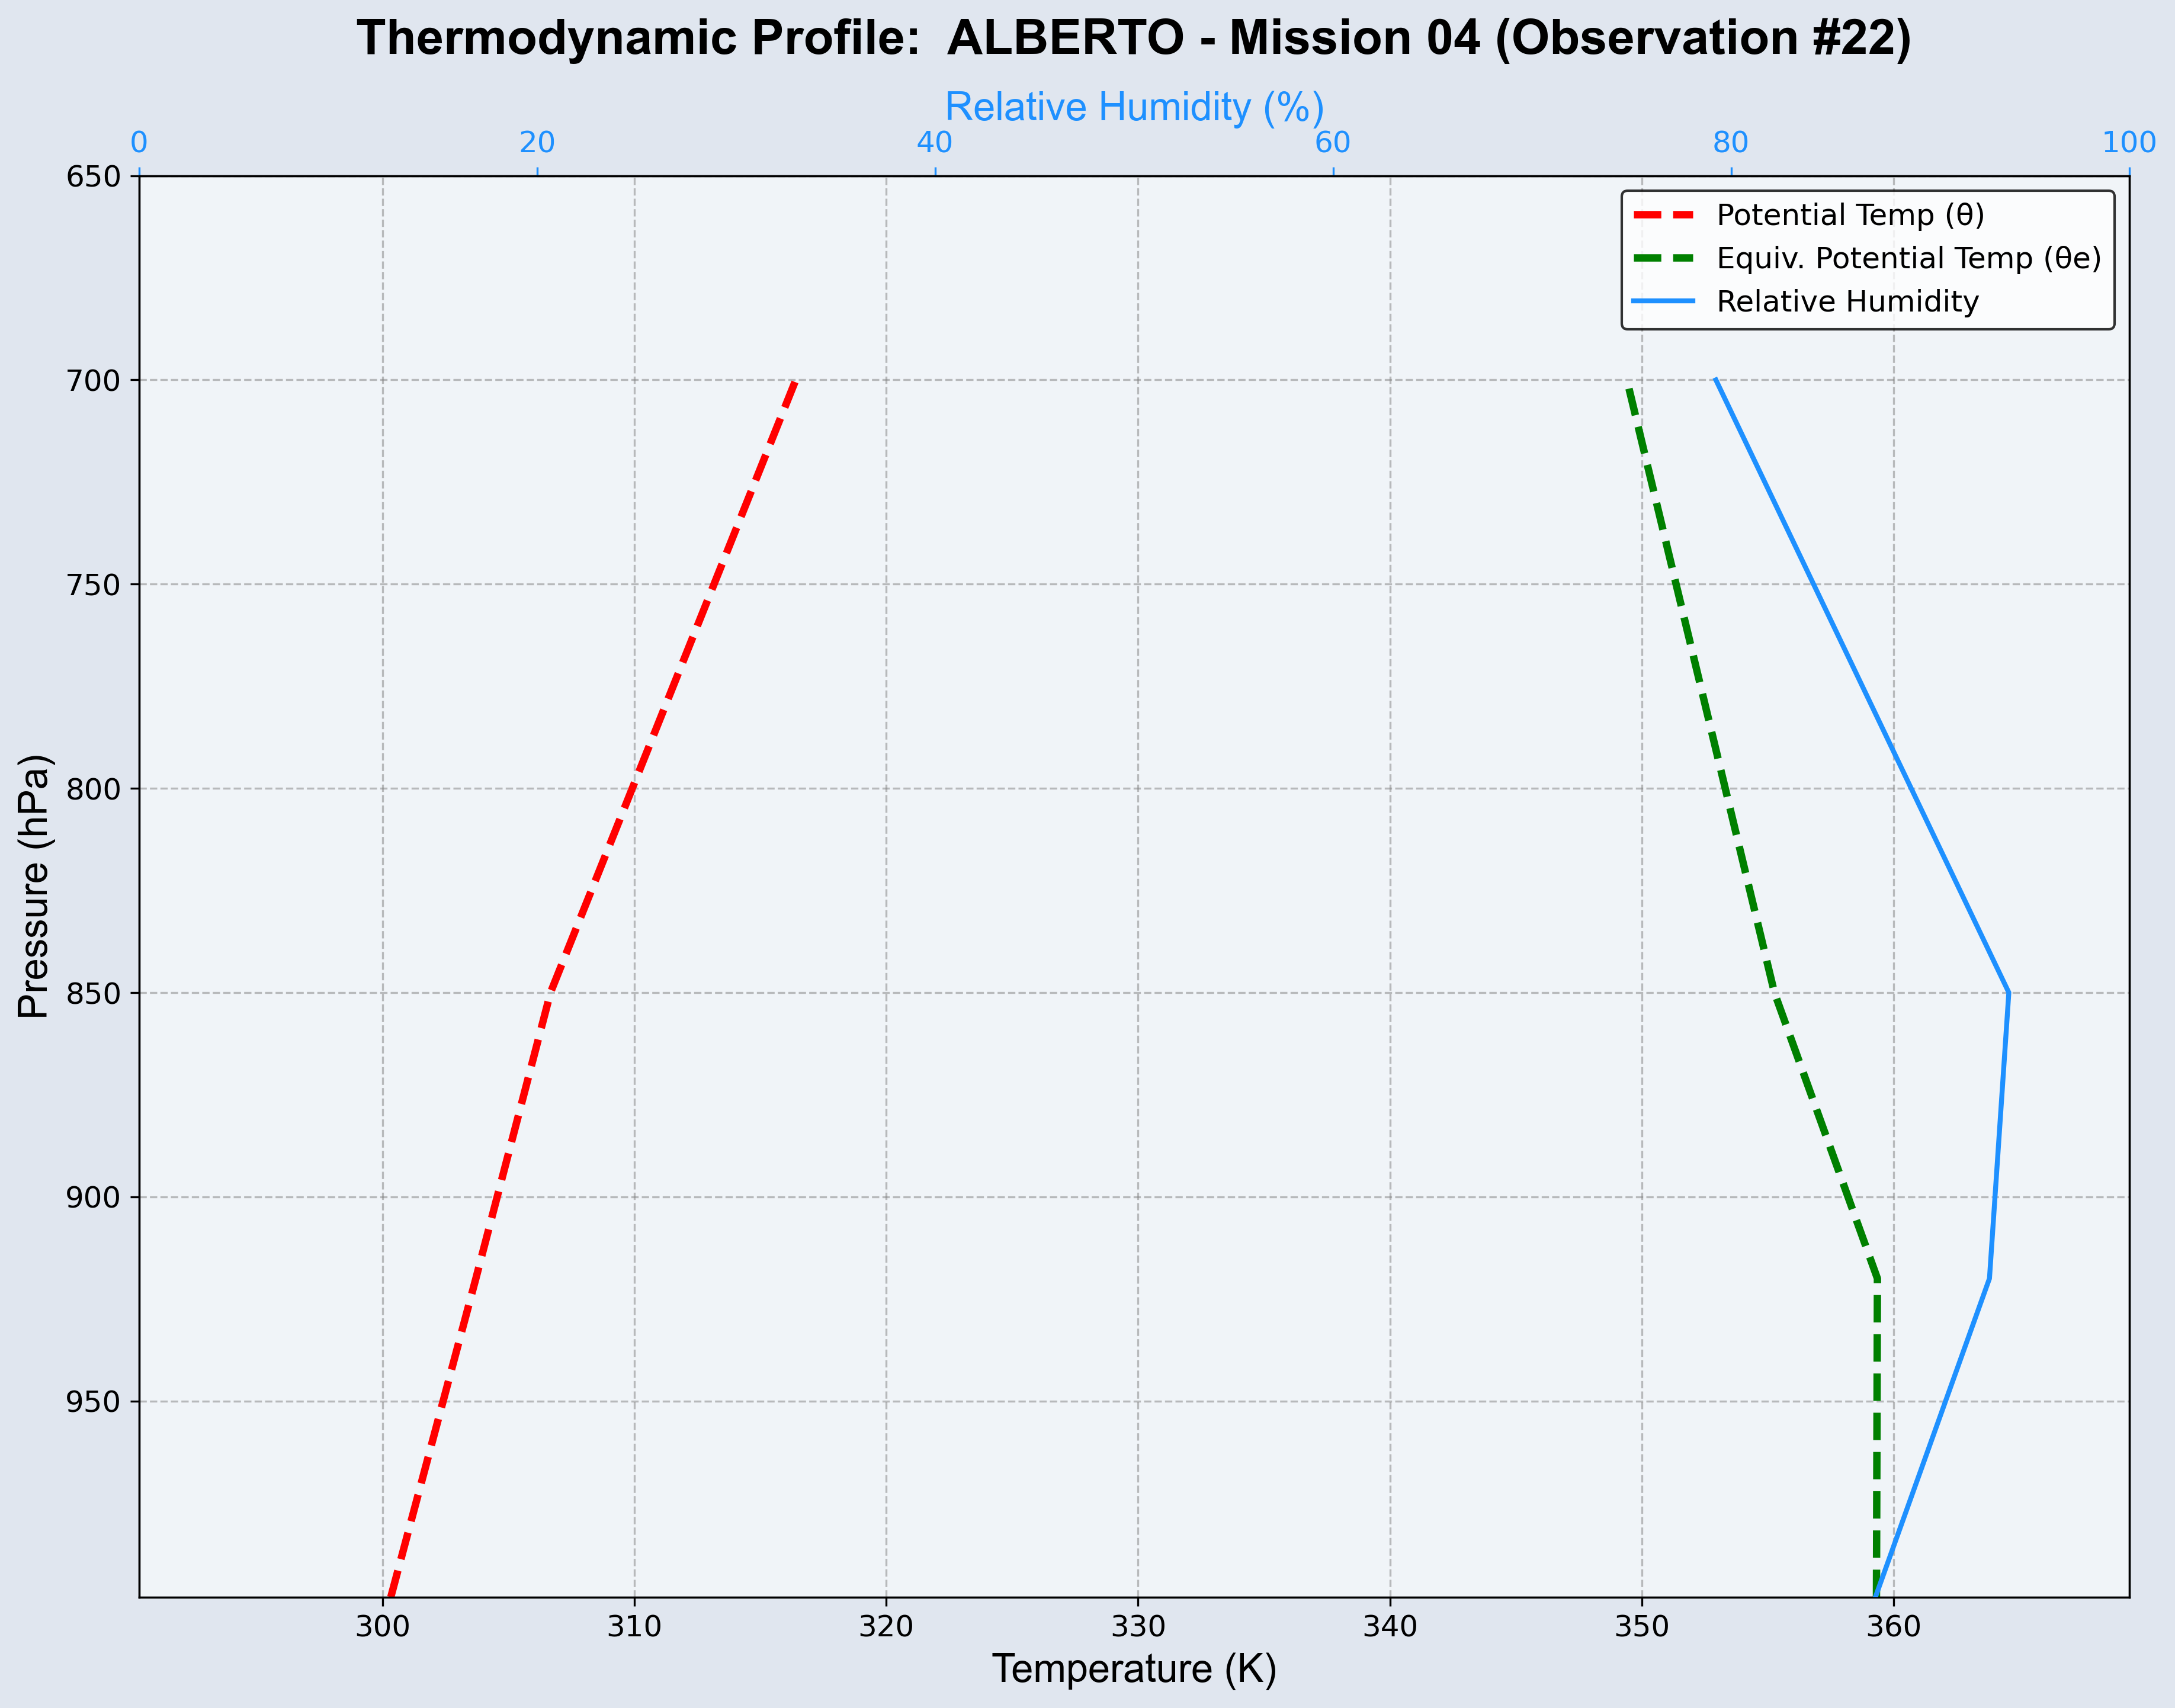 Thermodynamic Profile:  ALBERTO - Mission 04 (Observation #22)
Relative Humidity (%)
0 20 40 60 80 100
Potential Temp (θ)
Equiv. Potential Temp (θe)
Relative Humidity
Pressure (hPa)
650
700
750
800
850
900
950
300 310 320 330 340 350 360
Temperature (K)